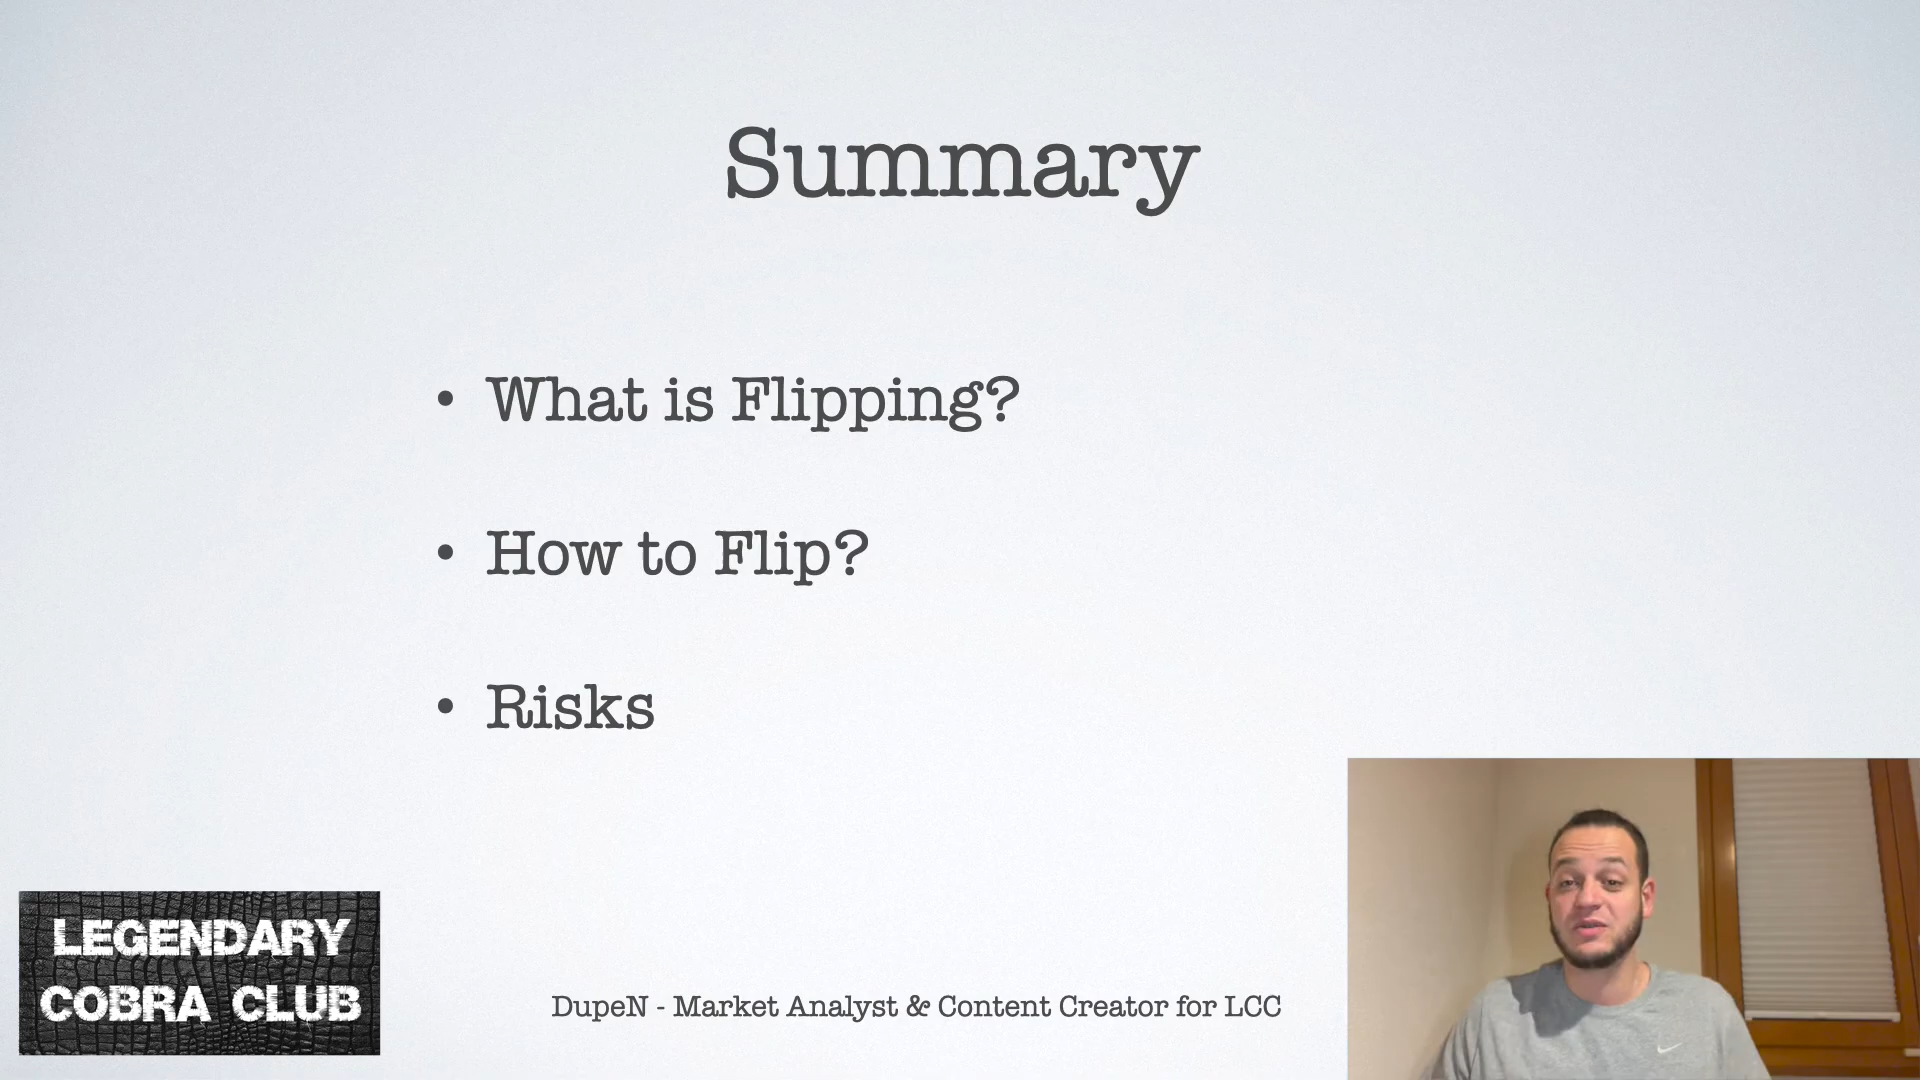 Summary
• What is Flipping?
• How to Flip?
• Risks
LEGENDARY
COBRA CLUB
DupeN - Market Analyst & Content Creator for LCC